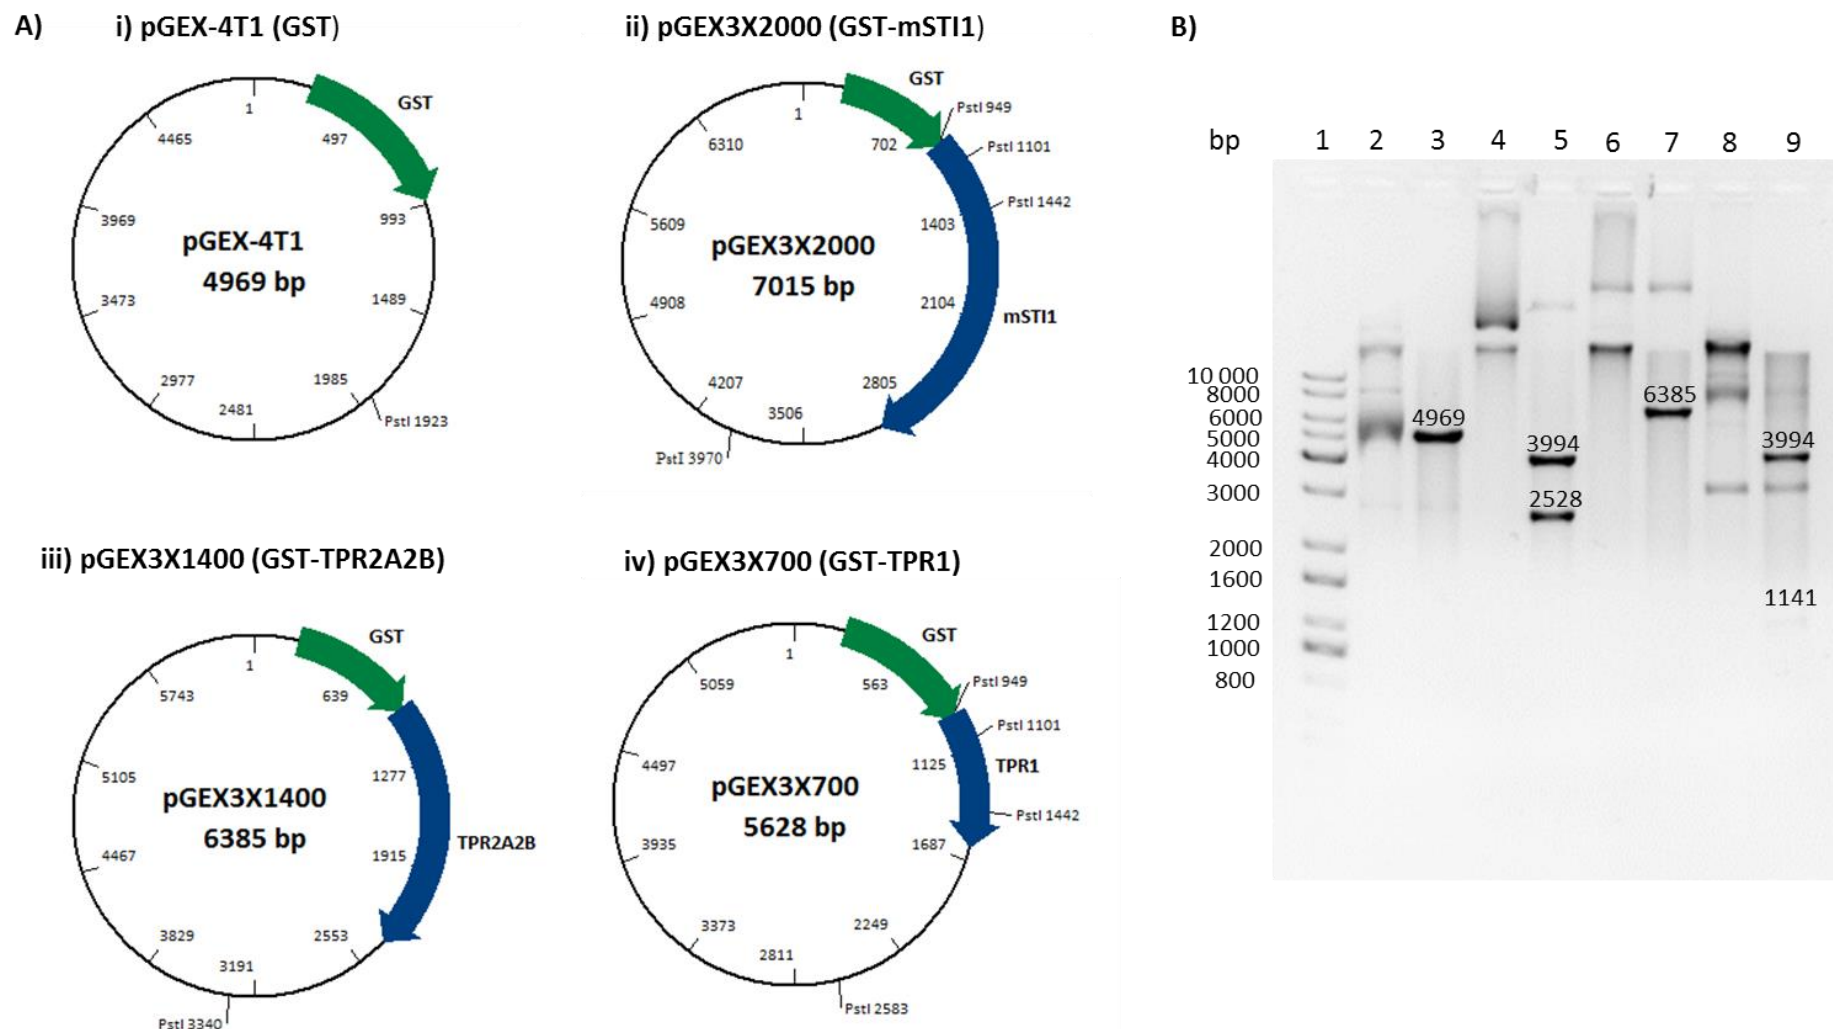 A)
i) pGEX-4T1 (GST)
1
GST
497
993
1489
1985
PstI 1923
2481
2977
3473
3969
4465
pGEX-4T1
4969 bp
ii) pGEX3X2000 (GST-mSTI1)
1
GST
702
PstI 949
PstI 1101
PstI 1442
1403
2104
mSTI1
2805
3506
PstI 3970
4207
4908
5609
6310
pGEX3X2000
7015 bp
iii) pGEX3X1400 (GST-TPR2A2B)
1
GST
639
1277
1915
TPR2A2B
2553
3191
PstI 3340
3829
4467
5105
5743
pGEX3X1400
6385 bp
iv) pGEX3X700 (GST-TPR1)
1
GST
563
PstI 949
PstI 1101
1125
TPR1
PstI 1442
1687
2249
PstI 2583
2811
3373
3935
4497
5059
pGEX3X700
5628 bp
B)
bp 1 2 3 4 5 6 7 8 9
10 000
8000
6000
5000
4000
3000
2000
1600
1200
1000
800
4969
3994
2528
6385
3994
1141